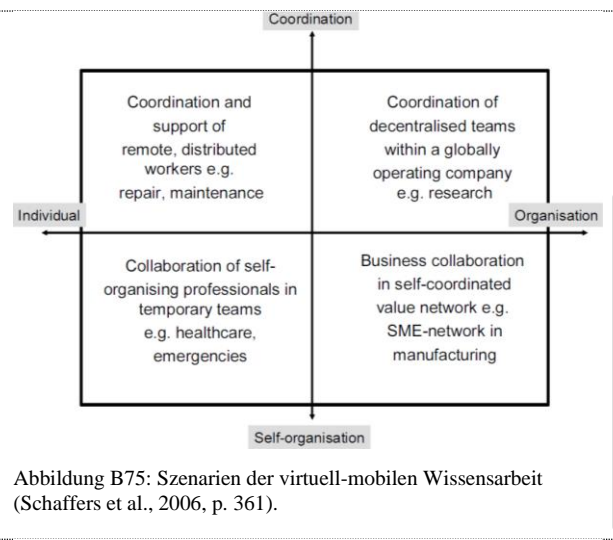 Coordination
Coordination and
support of
remote, distributed
workers e.g.
repair, maintenance
Coordination of
decentralised teams
within a globally
operating company
e.g. research
Individual
Organisation
Collaboration of self-
organising professionals in
temporary teams
e.g. healthcare,
emergencies
Business collaboration
in self-coordinated
value network e.g.
SME-network in
manufacturing
Self-organisation
Abbildung B75: Szenarien der virtuell-mobilen Wissensarbeit
(Schaffers et al., 2006, p. 361).